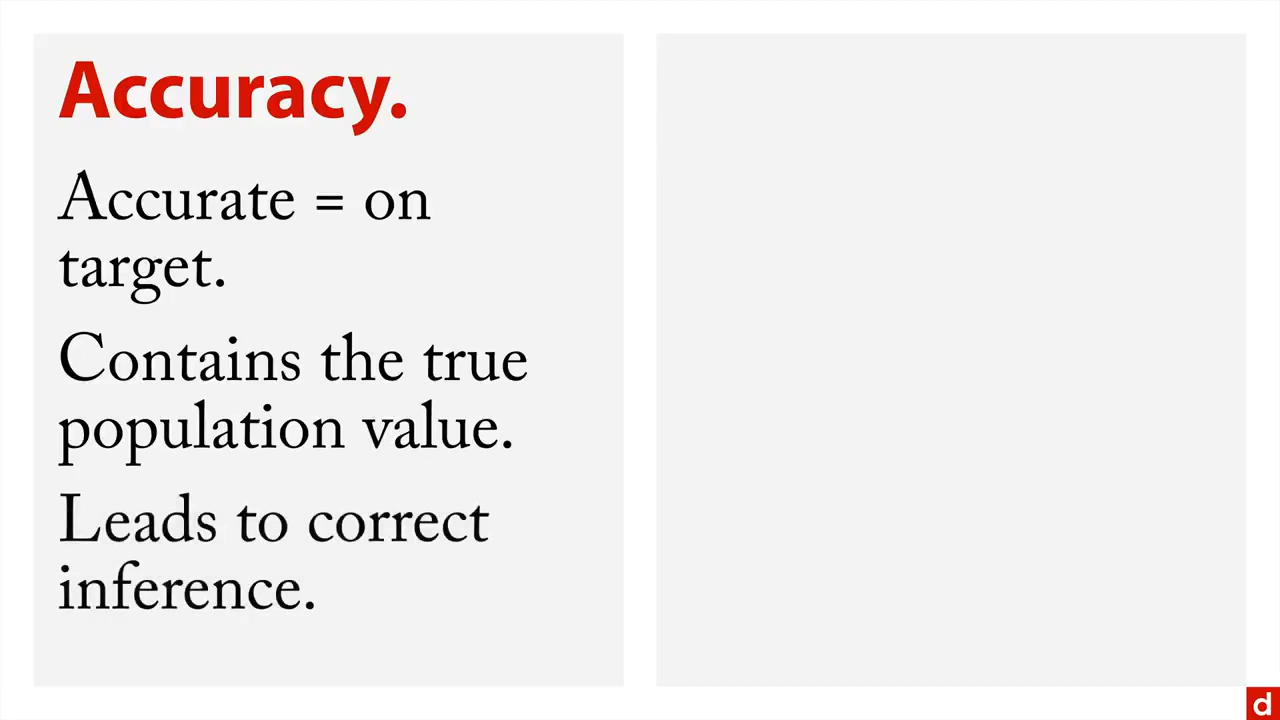 Accuracy.
Accurate = on
target.
Contains the true
population value.
Leads to correct
inference.
d